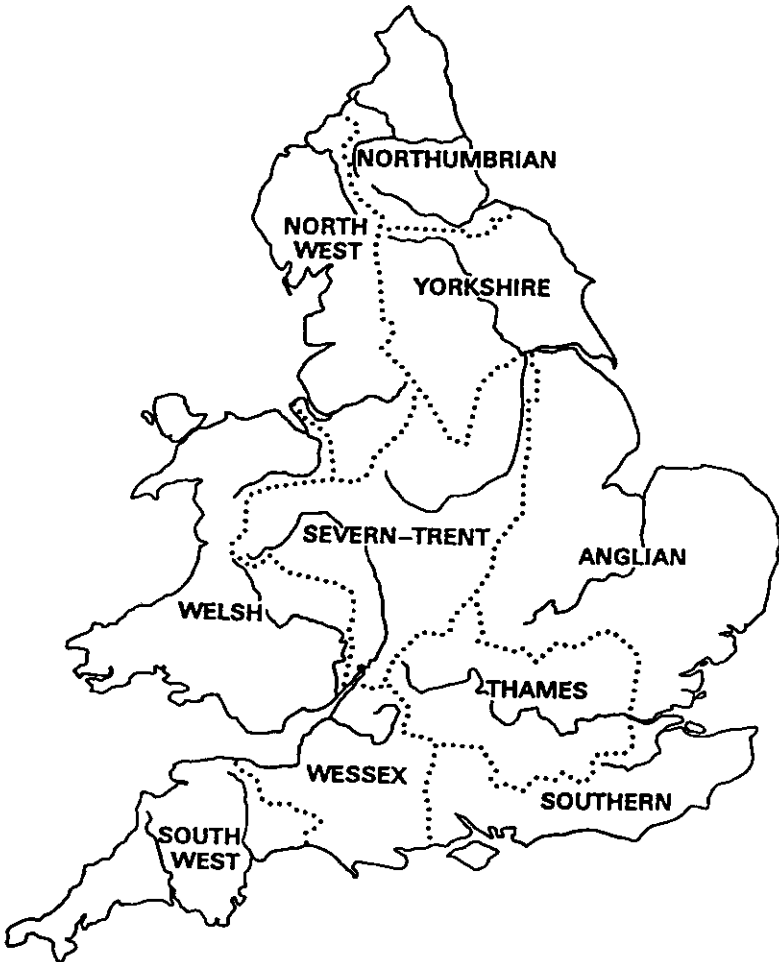 NORTHUMBRIAN
NORTH
WEST
YORKSHIRE
SEVERN–TRENT
ANGLIAN
WELSH
THAMES
WESSEX
SOUTHERN
SOUTH
WEST